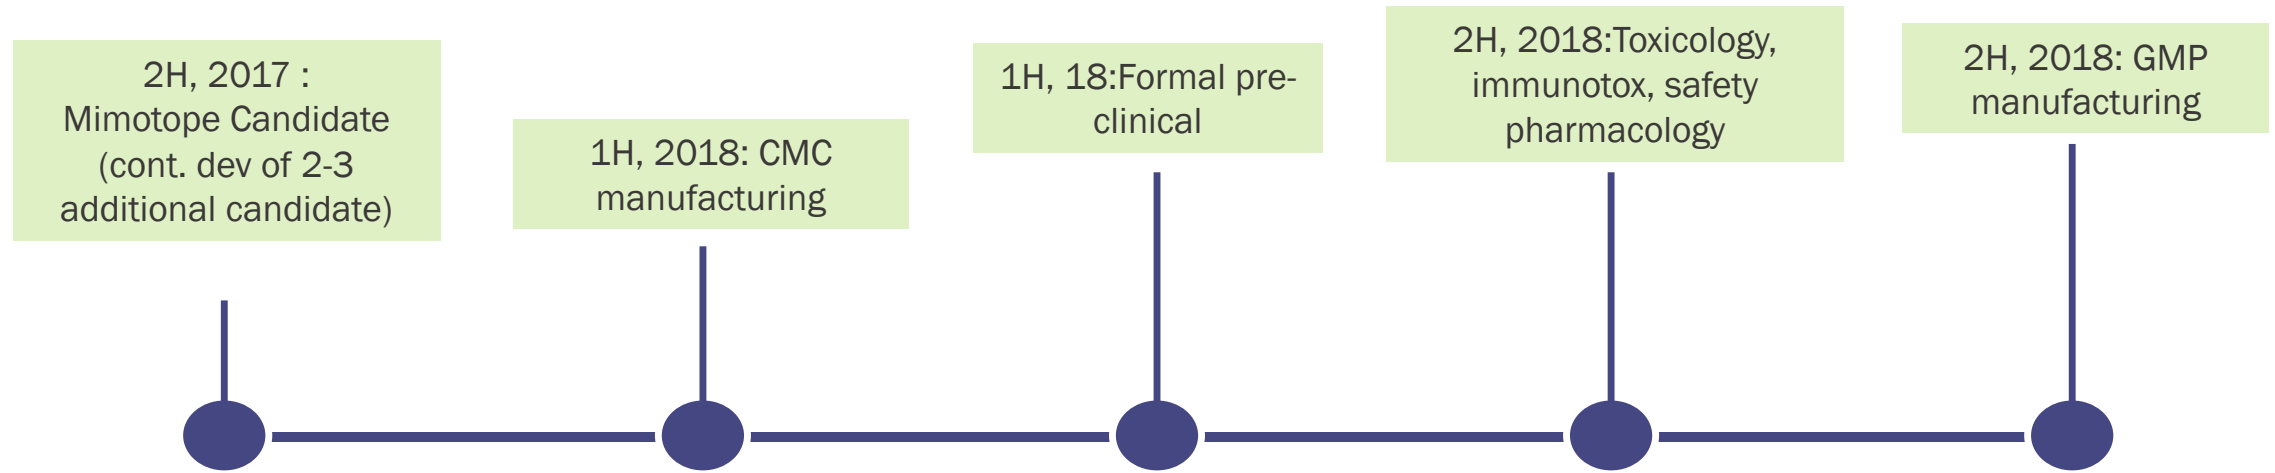 2H, 2017 :
Mimotope Candidate
(cont. dev of 2-3
additional candidate)
1H, 2018: CMC
manufacturing
1H, 18:Formal pre-
clinical
2H, 2018:Toxicology,
immunotox, safety
pharmacology
2H, 2018: GMP
manufacturing